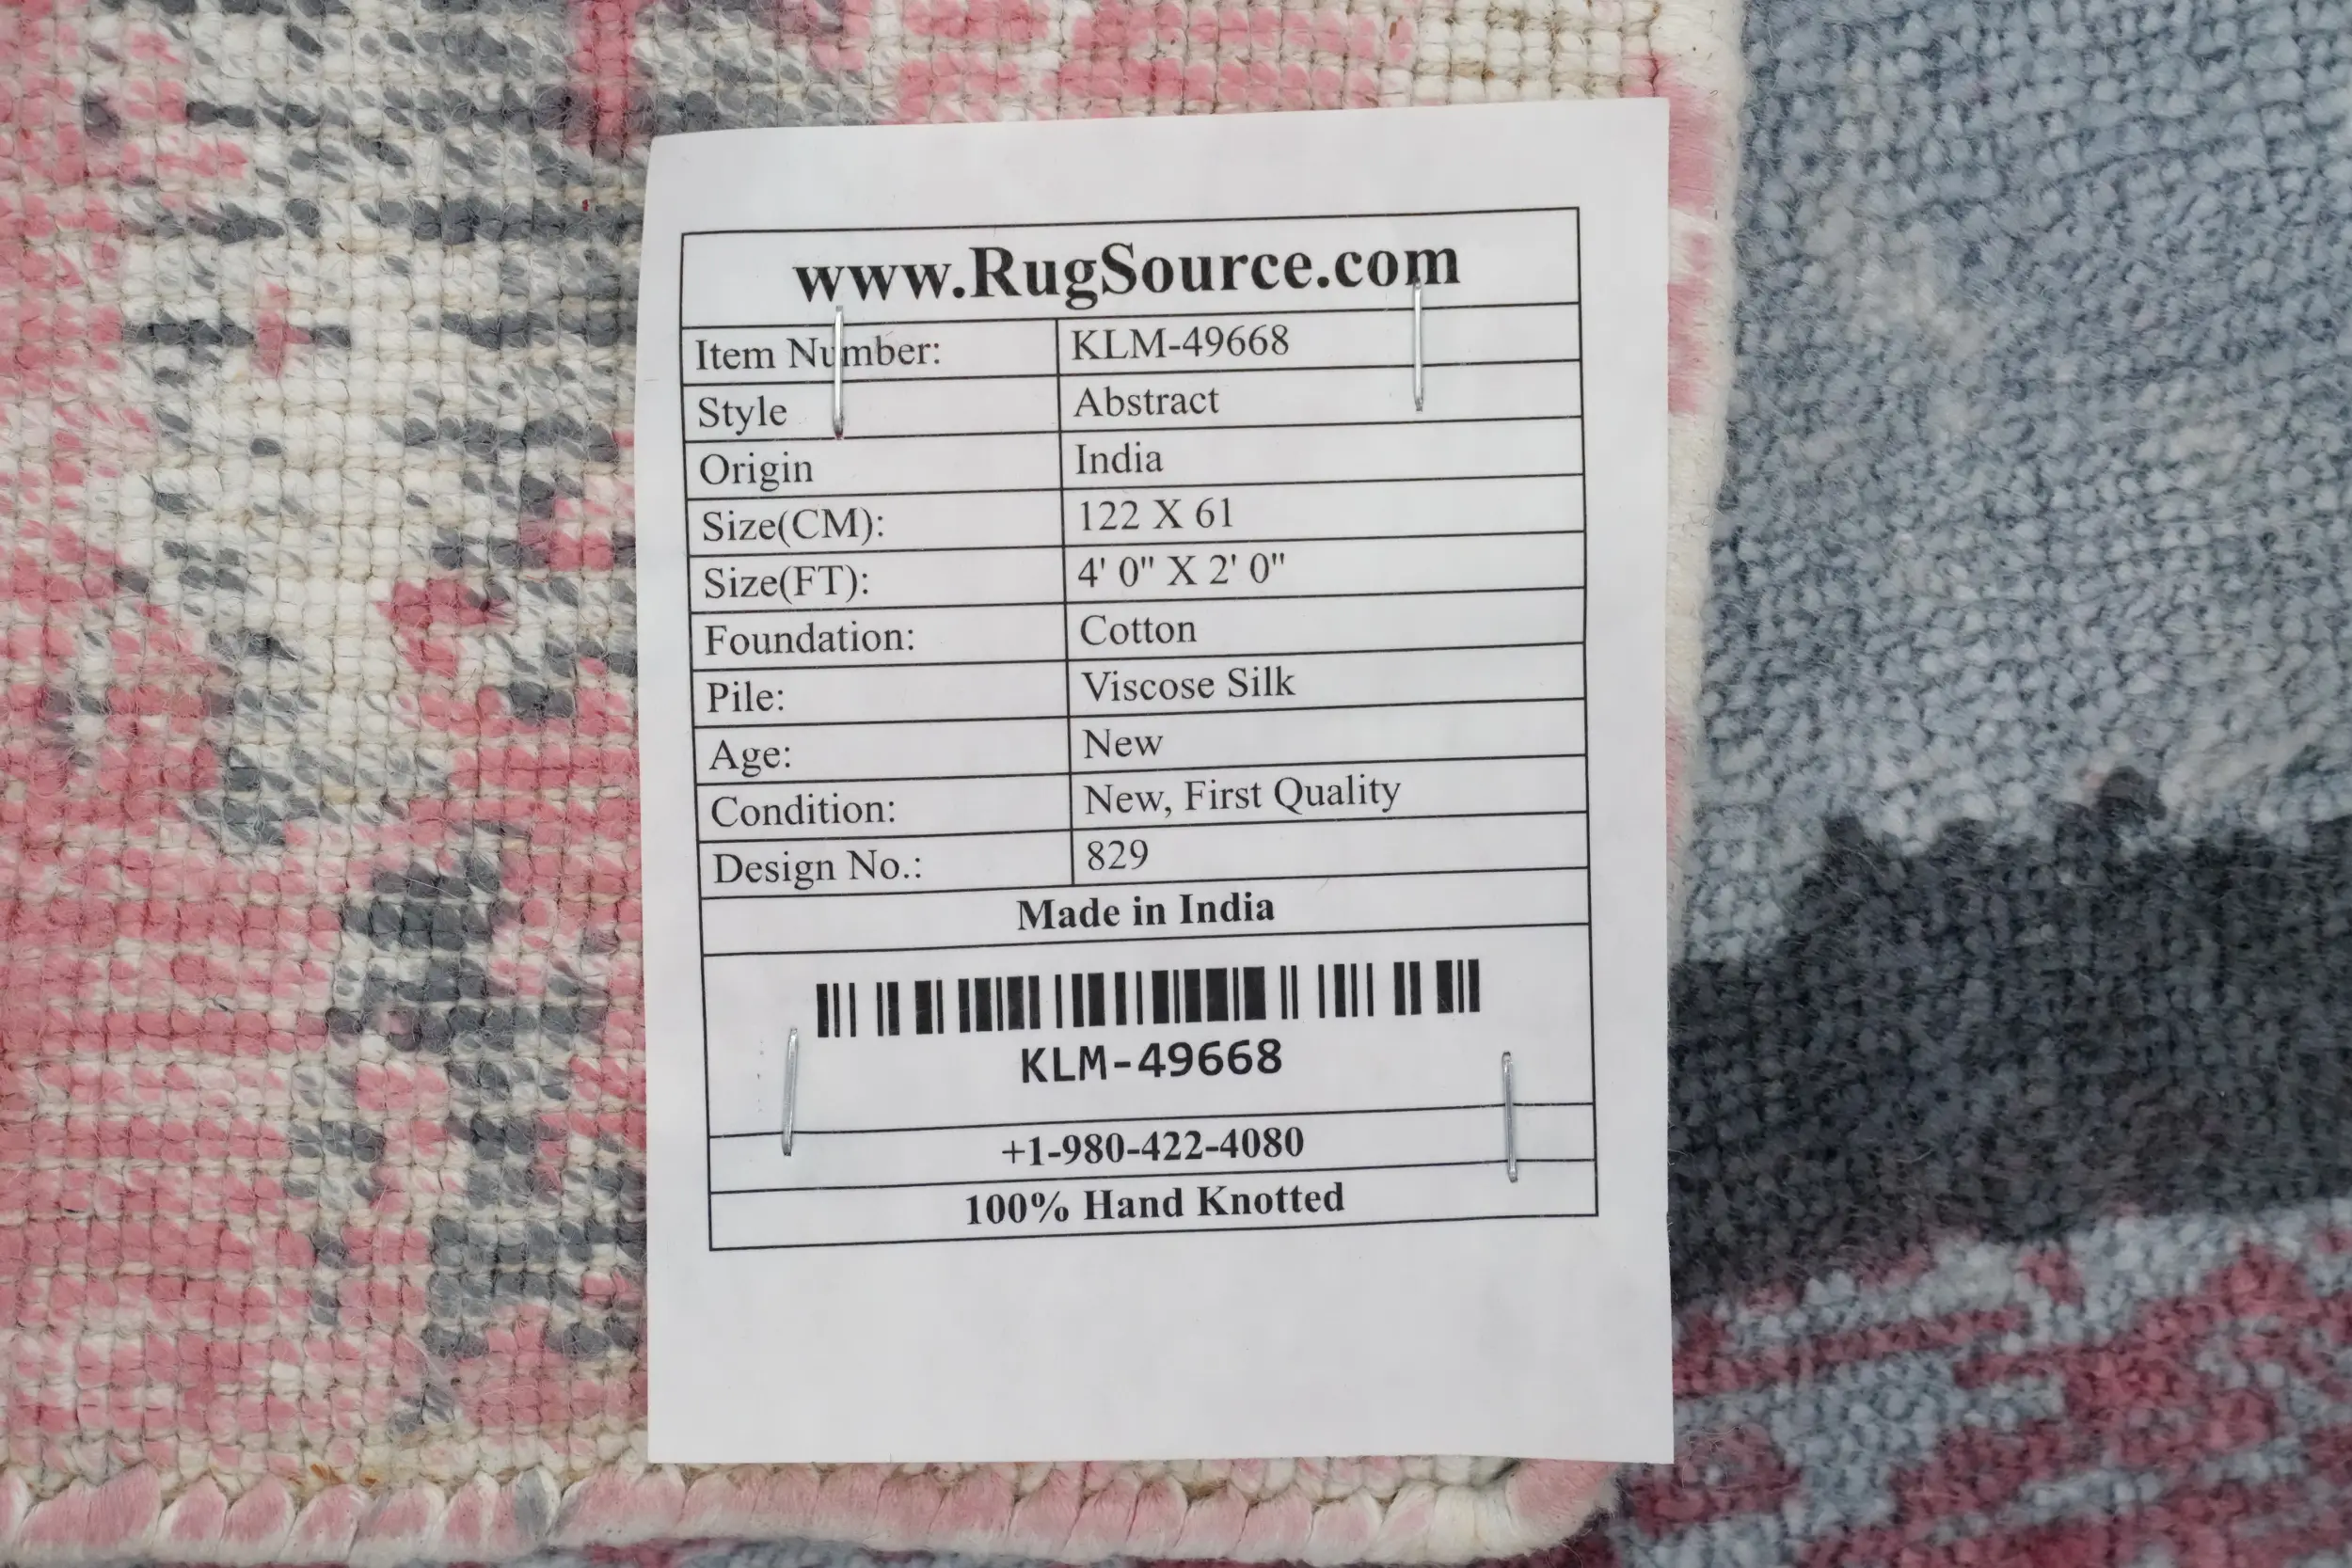 www.RugSource.com
Item Number: KLM-49668
Style Abstract
Origin India
Size(CM): 122 X 61
Size(FT): 4' 0" X 2' 0"
Foundation: Cotton
Pile: Viscose Silk
Age: New
Condition: New, First Quality
Design No.: 829
Made in India
KLM-49668
+1-980-422-4080
100% Hand Knotted